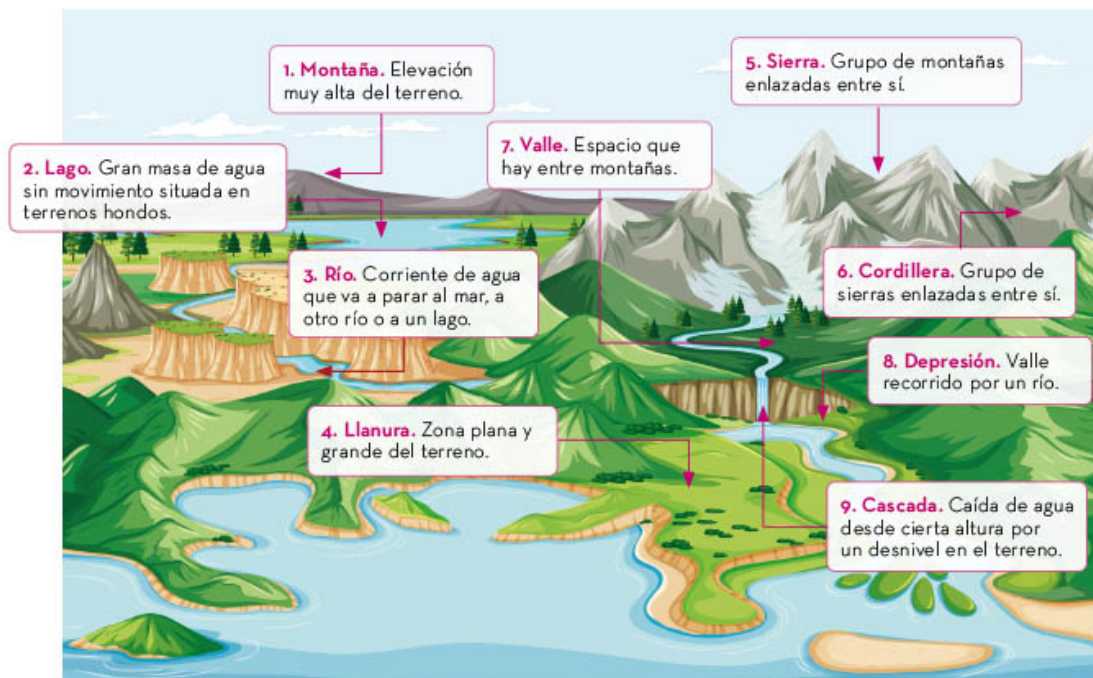 1. Montaña. Elevación
muy alta del terreno.
2. Lago. Gran masa de agua
sin movimiento situada en
terrenos hondos.
3. Río. Corriente de agua
que va a parar al mar, a
otro río o a un lago.
4. Llanura. Zona plana y
grande del terreno.
5. Sierra. Grupo de montañas
enlazadas entre sí.
6. Cordillera. Grupo de
sierras enlazadas entre sí.
7. Valle. Espacio que
hay entre montañas.
8. Depresión. Valle
recorrido por un río.
9. Cascada. Caída de agua
desde cierta altura por
un desnivel en el terreno.